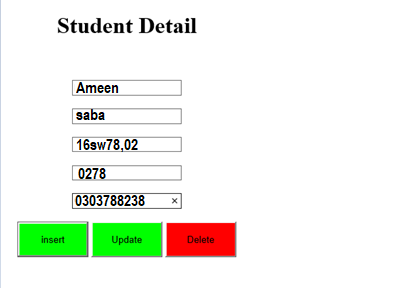 Student Detail
Ameen
saba
16sw78,02
0278
0303788238 ×
Insert Update Delete